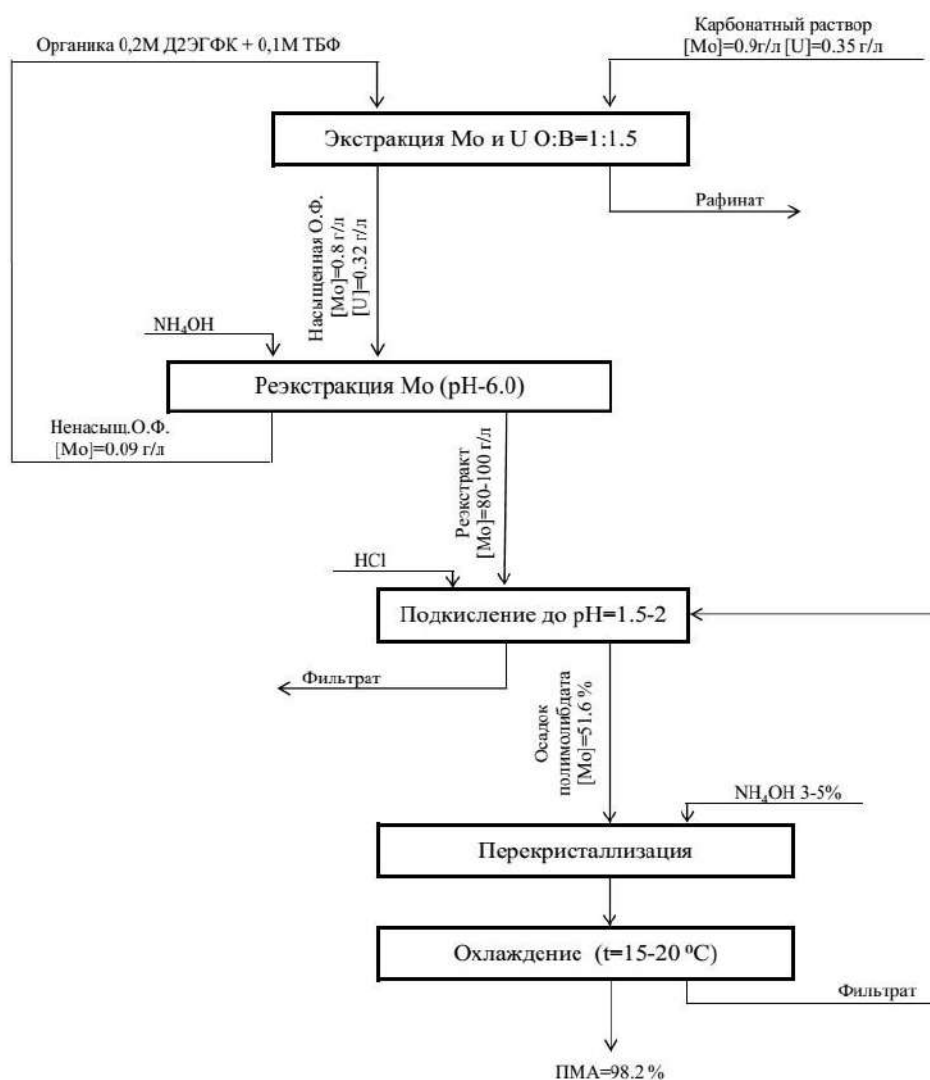 Органика 0,2М Д2ЭГФК + 0,1М ТБФ
Карбонатный раствор
[Mo]=0.9г/л [U]=0.35 г/л
Экстракция Mo и U O:B=1:1.5
Рафинат
Насыщенная О.Ф.
[Mo]=0.8 г/л
[U]=0.32 г/л
NH₄OH
Реэкстракция Mo (pH-6.0)
Ненасыщ.О.Ф.
[Mo]=0.09 г/л
Реэкстракт
[Mo]=80-100 г/л
HCl
Подкисление до pH=1.5-2
Фильтрат
Осадок
полимолибдата
[Mo]=51.6 %
NH₄OH 3-5%
Перекристаллизация
Охлаждение (t=15-20 ⁰С)
Фильтрат
ПМА=98.2 %